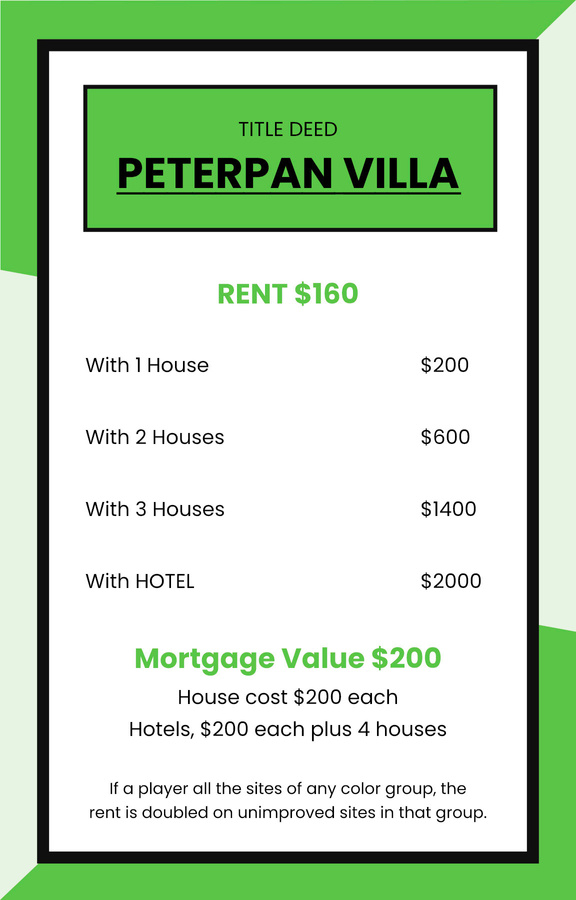 TITLE DEED
PETERPAN VILLA
RENT $160
With 1 House $200
With 2 Houses $600
With 3 Houses $1400
With HOTEL $2000
Mortgage Value $200
House cost $200 each
Hotels, $200 each plus 4 houses
If a player all the sites of any color group, the
rent is doubled on unimproved sites in that group.